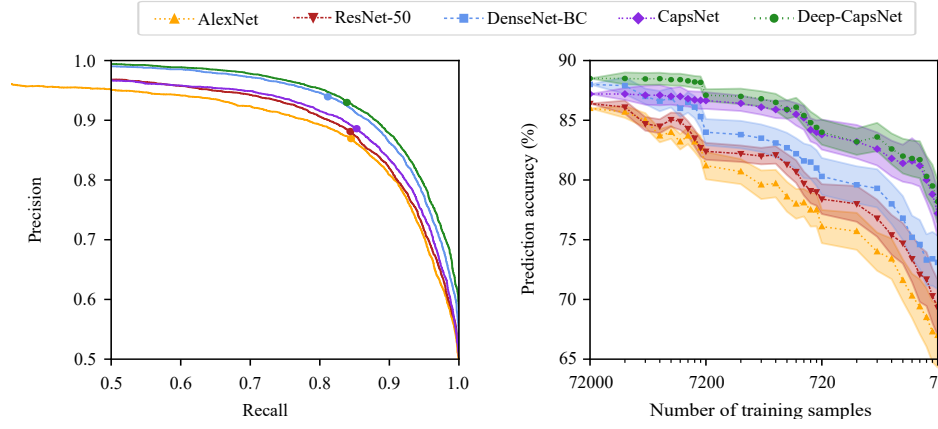 AlexNet ResNet-50 DenseNet-BC CapsNet Deep-CapsNet
1.0
0.9
0.8
0.7
0.6
0.5
Precision
0.5 0.6 0.7 0.8 0.9 1.0
Recall
90
85
80
75
70
65
Prediction accuracy (%)
72000 7200 720 7
Number of training samples